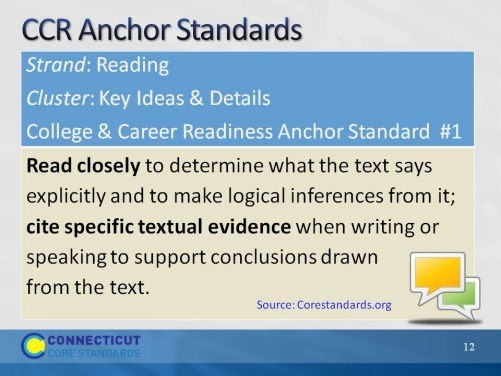 CCR Anchor Standards
Strand: Reading
Cluster: Key Ideas & Details
College & Career Readiness Anchor Standard #1
Read closely to determine what the text says
explicitly and to make logical inferences from it;
cite specific textual evidence when writing or
speaking to support conclusions drawn
from the text.
Source: Corestandards.org
CONNECTICUT
CORE STANDARDS
12